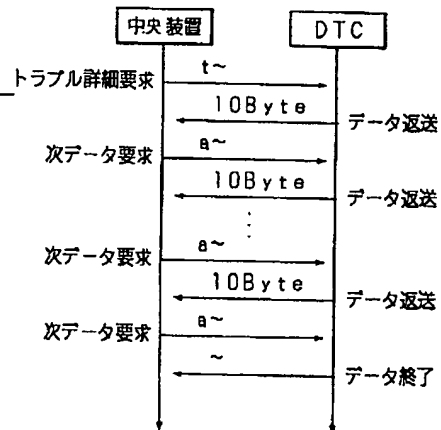 中央装置 DTC
t~
トラブル詳細要求
10Byte
データ返送
a~
次データ要求
10Byte
データ返送
a~
次データ要求
10Byte
データ返送
a~
次データ要求
~
データ終了